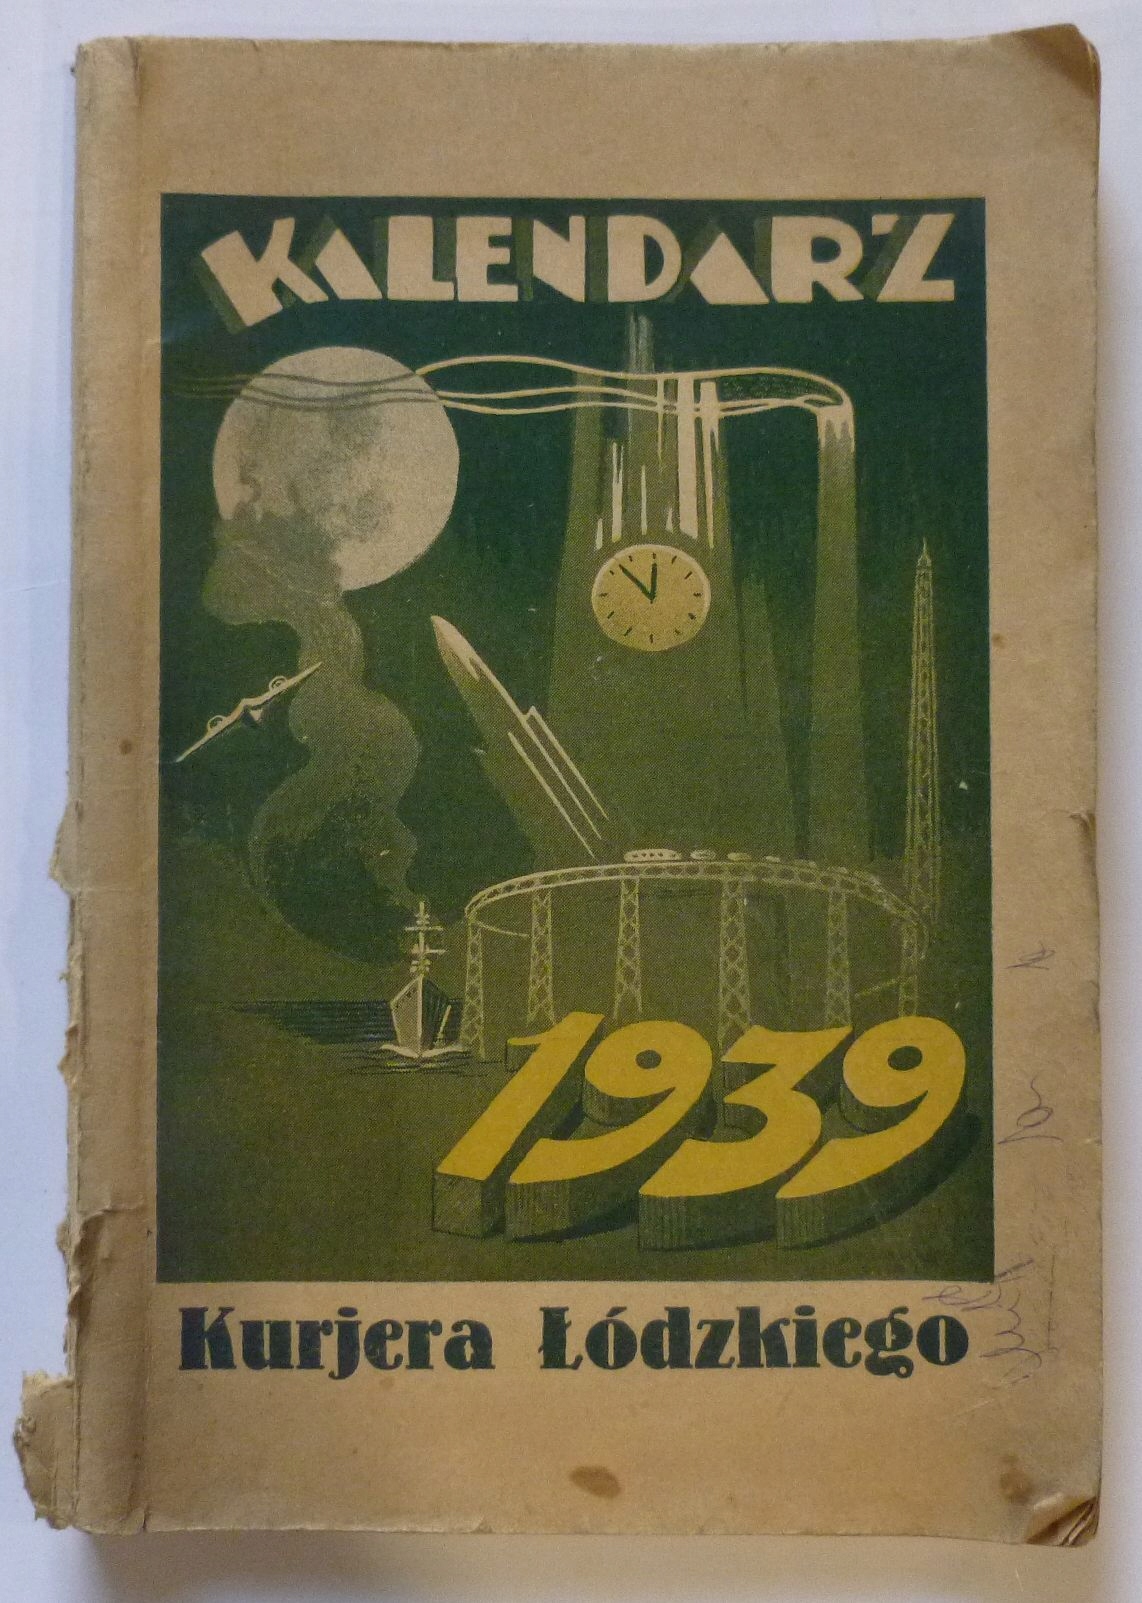 KALENDARZ
1939
Kurjera Łódzkiego